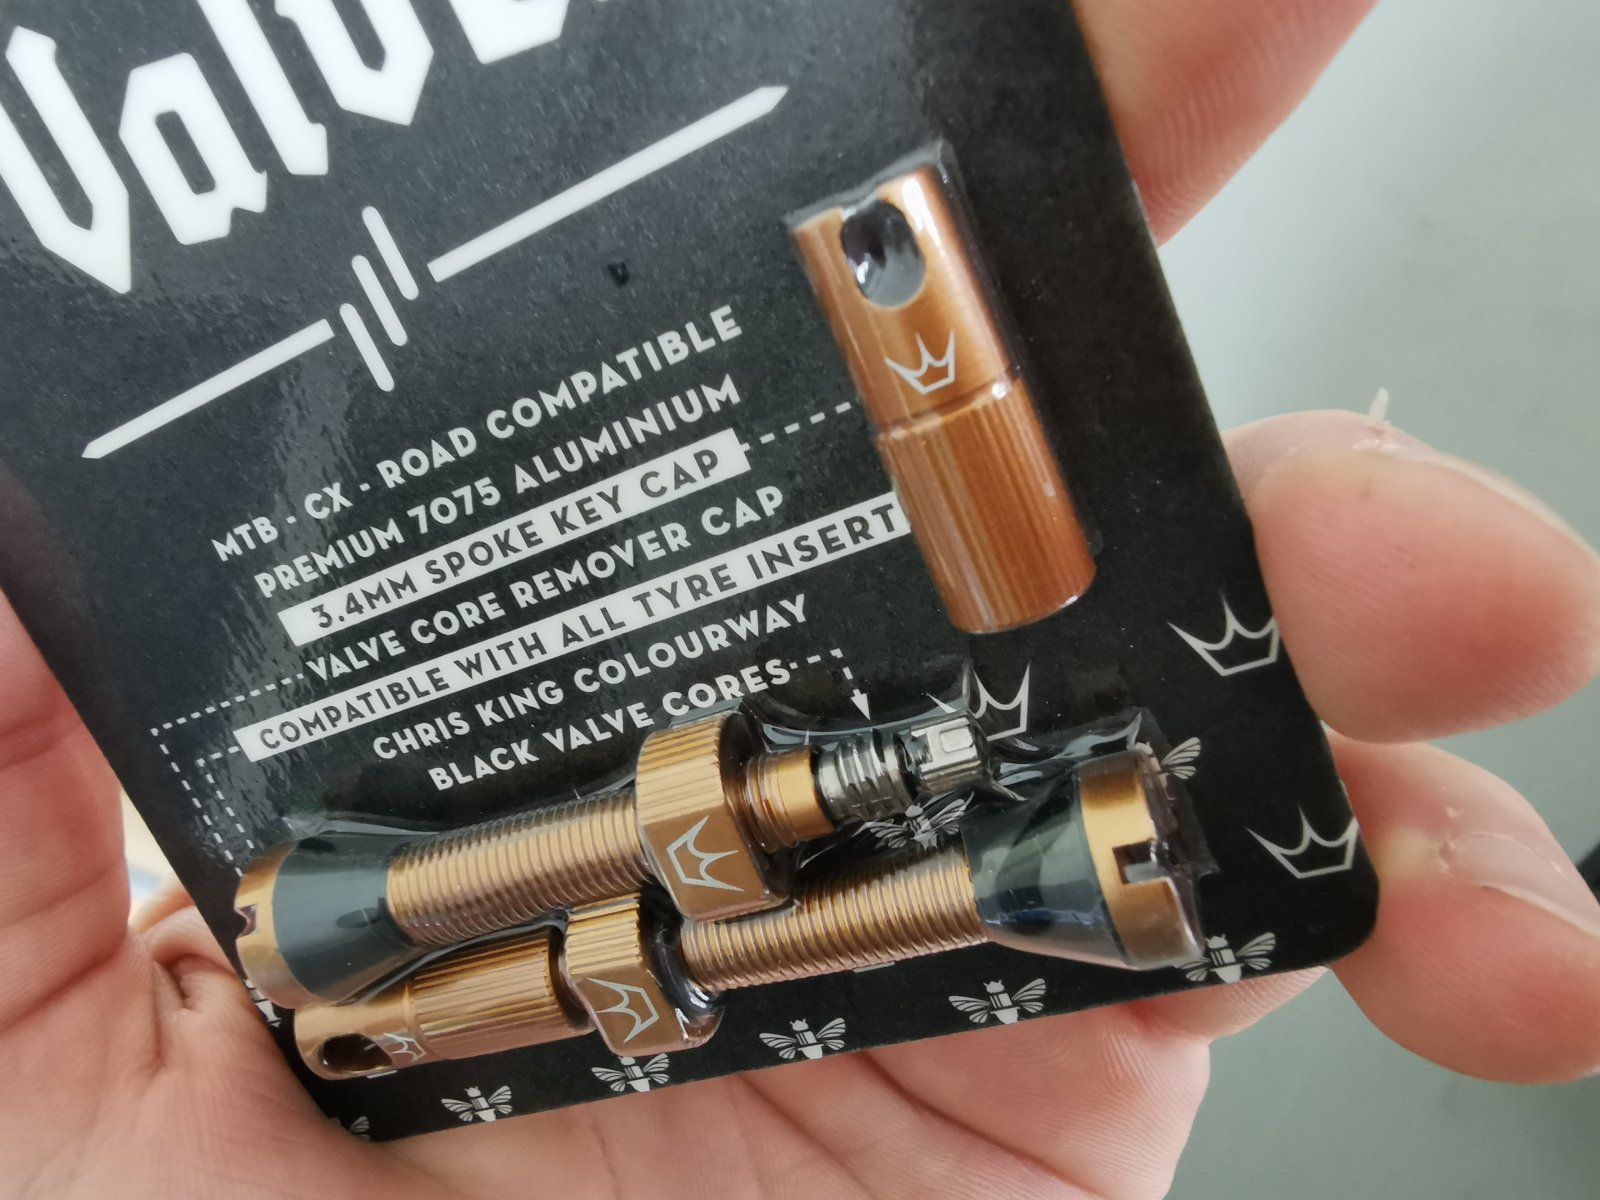 MTB - CX - ROAD COMPATIBLE
PREMIUM 7075 ALUMINIUM
3.4MM SPOKE KEY CAP
VALVE CORE REMOVER CAP
COMPATIBLE WITH ALL TYRE INSERT
CHRIS KING COLOURWAY
BLACK VALVE CORES